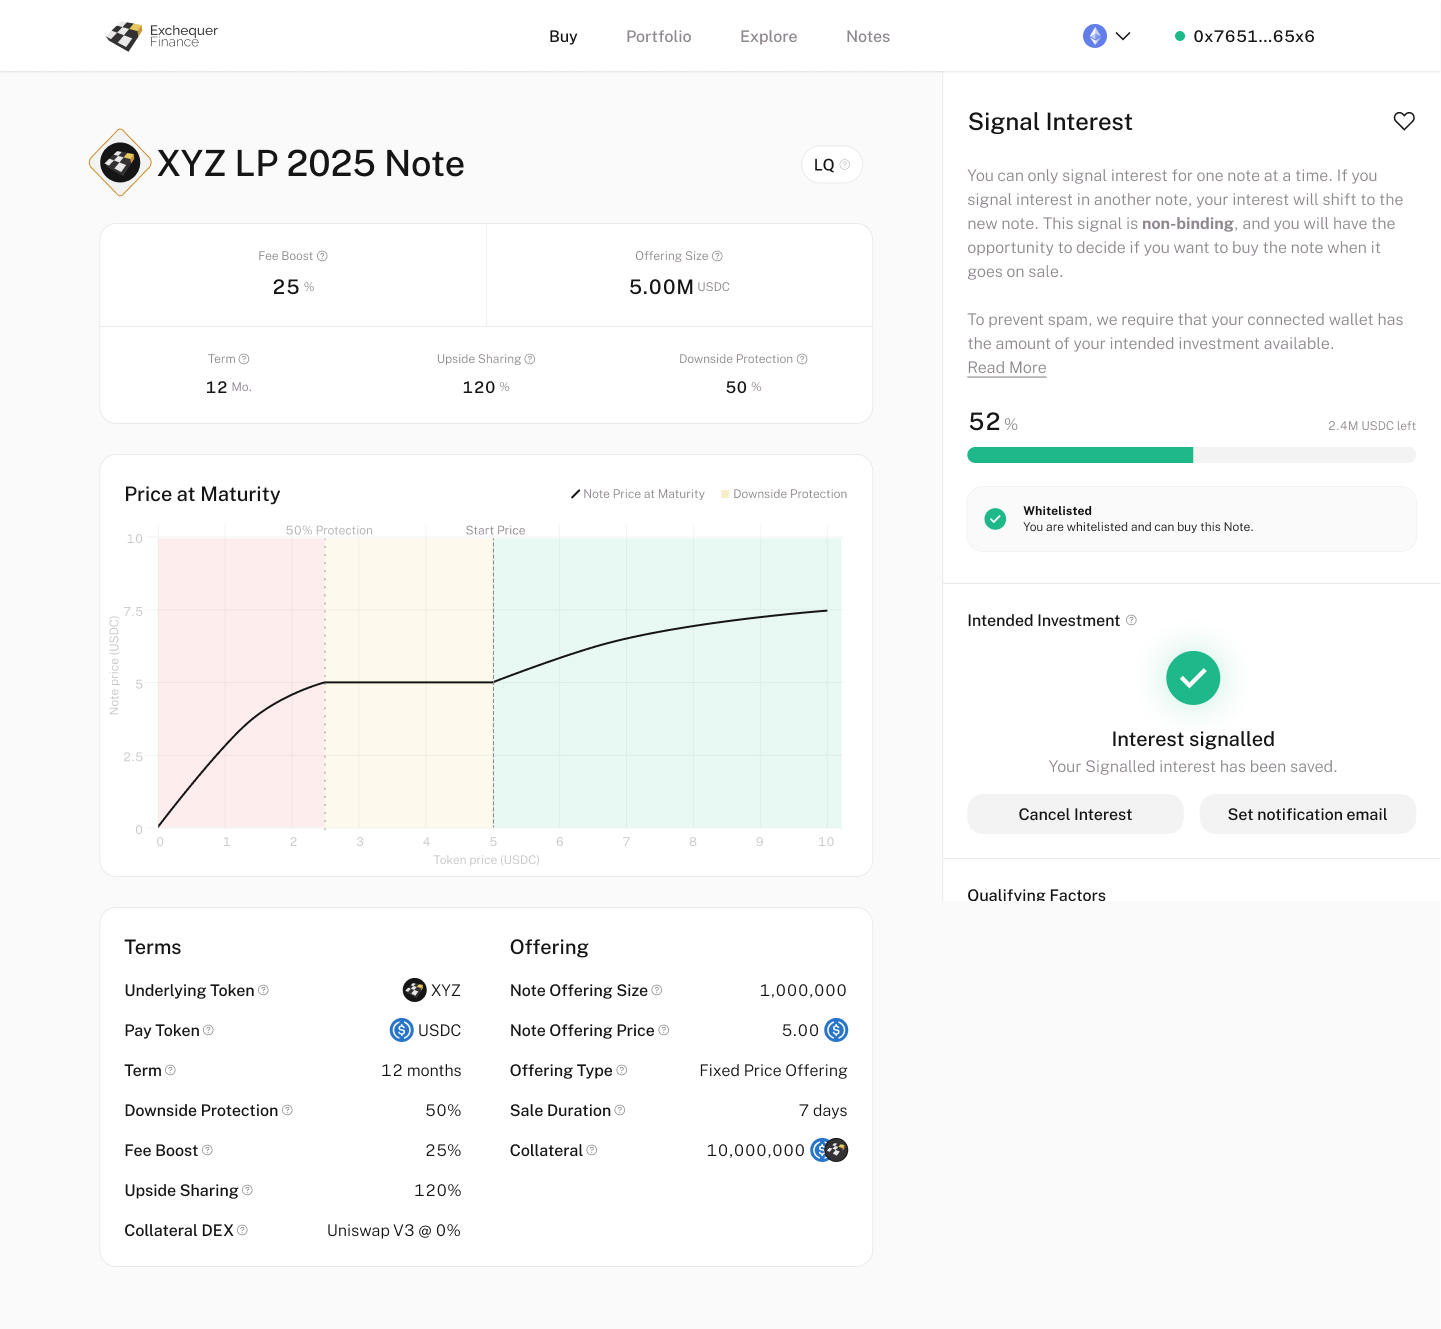 Exchequer
Finance
Buy
Portfolio
Explore
Notes
0x7651...65x6
XYZ LP 2025 Note
LQ
Fee Boost
25 %
Offering Size
5.00M USDC
Term
12 Mo.
Upside Sharing
120 %
Downside Protection
50 %
Price at Maturity
Note Price at Maturity
Downside Protection
50% Protection
Start Price
10
7.5
5
2.5
0
Note price (USDC)
0 1 2 3 4 5 6 7 8 9 10
Token price (USDC)
Terms
Underlying Token XYZ
Pay Token USDC
Term 12 months
Downside Protection 50%
Fee Boost 25%
Upside Sharing 120%
Collateral DEX Uniswap V3 @ 0%
Offering
Note Offering Size 1,000,000
Note Offering Price 5.00
Offering Type Fixed Price Offering
Sale Duration 7 days
Collateral 10,000,000
Signal Interest
You can only signal interest for one note at a time. If you
signal interest in another note, your interest will shift to the
new note. This signal is non-binding, and you will have the
opportunity to decide if you want to buy the note when it
goes on sale.
To prevent spam, we require that your connected wallet has
the amount of your intended investment available.
Read More
52 %
2.4M USDC left
Whitelisted
You are whitelisted and can buy this Note.
Intended Investment
Interest signalled
Your Signalled interest has been saved.
Cancel Interest
Set notification email
Qualifying Factors